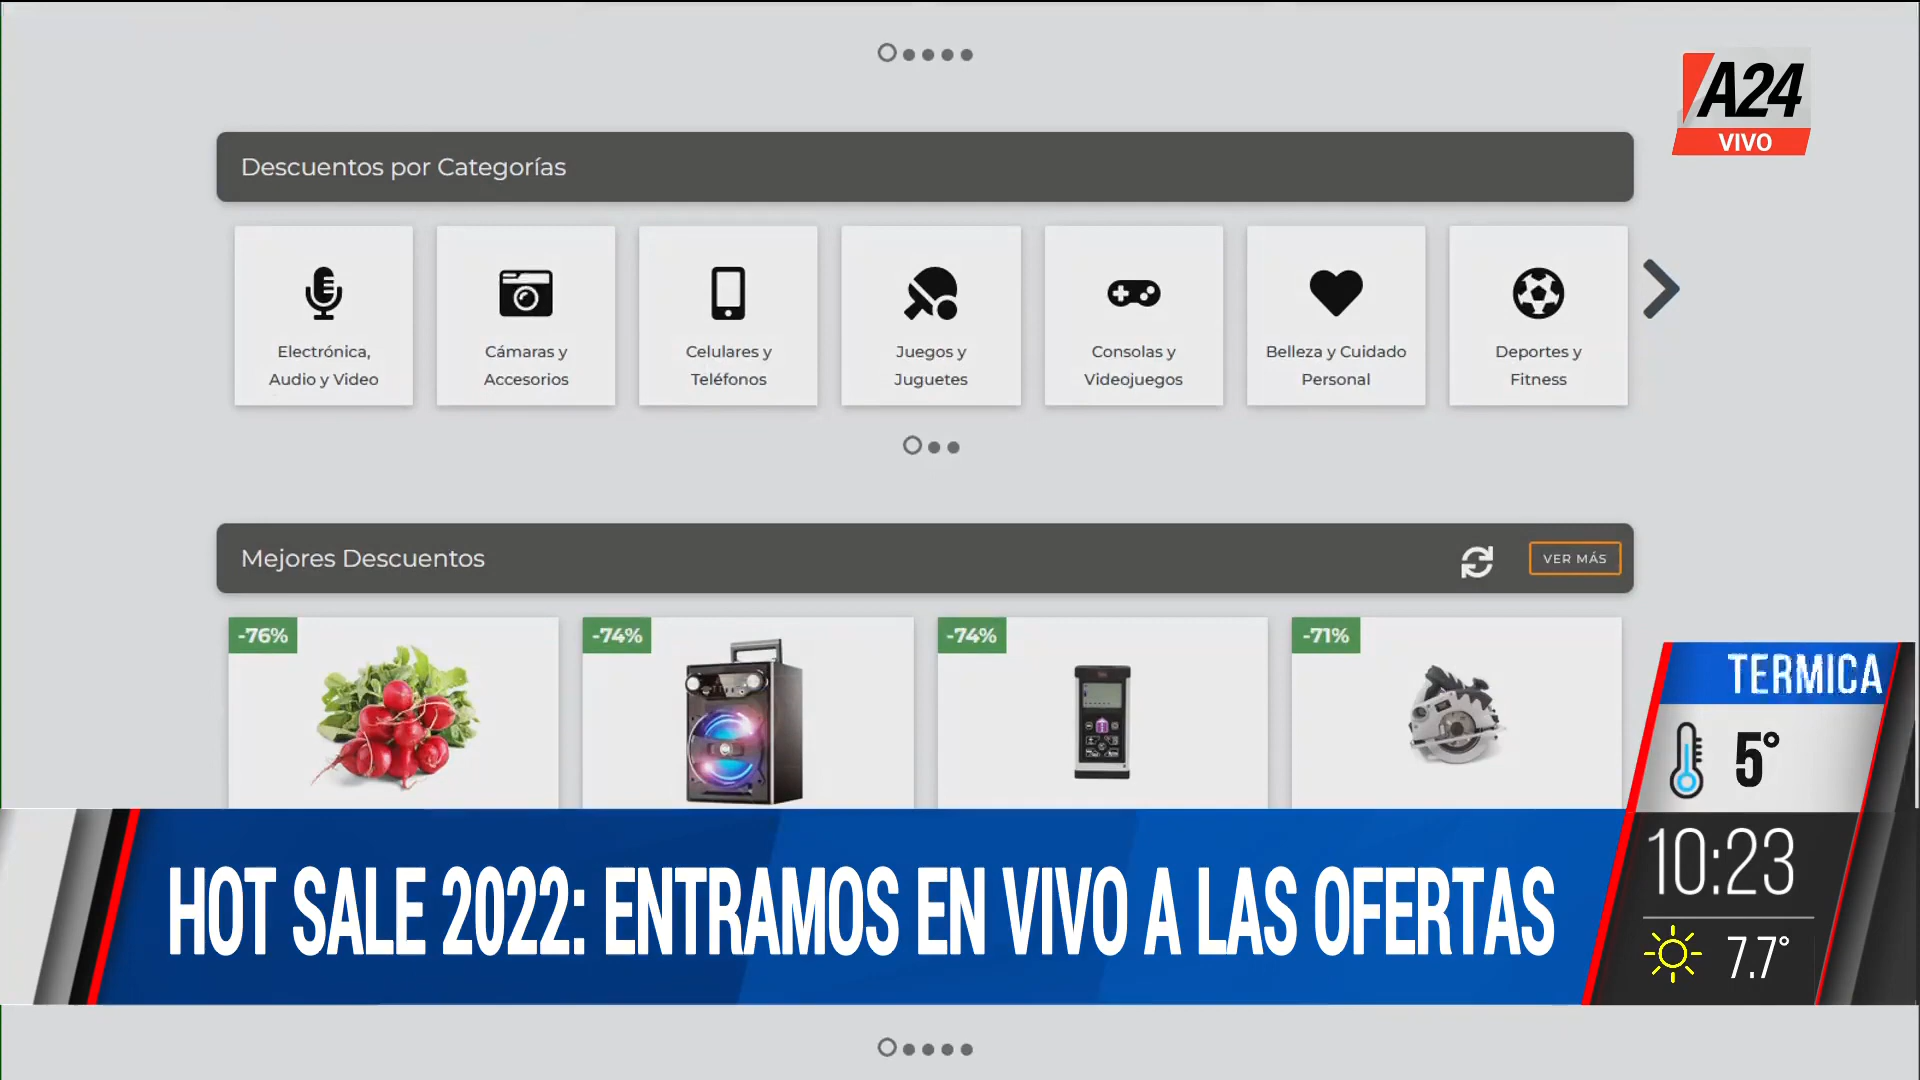 A24
VIVO
Descuentos por Categorías
Electrónica,
Audio y Video
Cámaras y
Accesorios
Celulares y
Teléfonos
Juegos y
Juguetes
Consolas y
Videojuegos
Belleza y Cuidado
Personal
Deportes y
Fitness
Mejores Descuentos
VER MÁS
-76%
-74%
-74%
-71%
TERMICA
5°
10:23
7.7°
HOT SALE 2022: ENTRAMOS EN VIVO A LAS OFERTAS